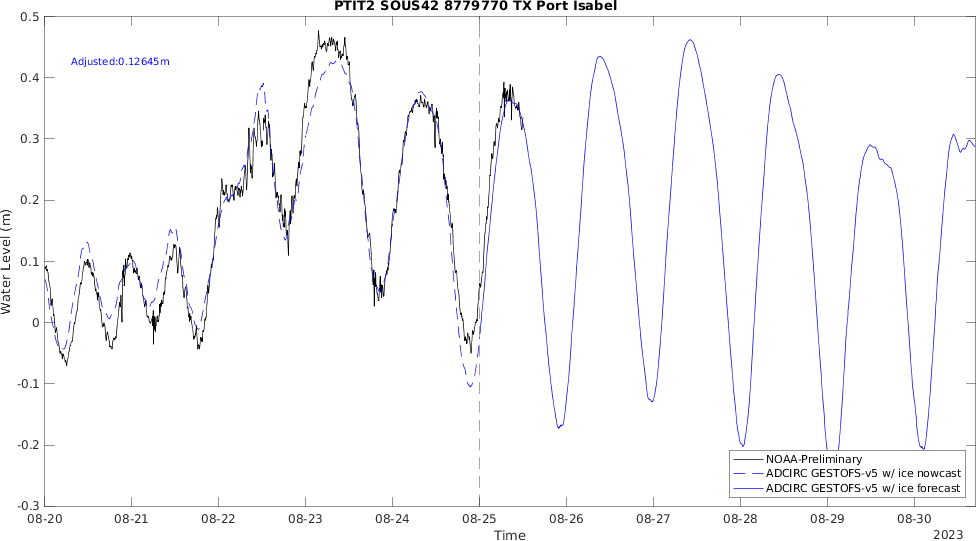 PTIT2 SOUS42 8779770 TX Port Isabel
Adjusted:0.12645m
0.5
0.4
0.3
0.2
0.1
0
-0.1
-0.2
-0.3
Water Level (m)
NOAA-Preliminary
ADCIRC GESTOFS-v5 w/ ice nowcast
ADCIRC GESTOFS-v5 w/ ice forecast
08-20 08-21 08-22 08-23 08-24 08-25 08-26 08-27 08-28 08-29 08-30
Time
2023